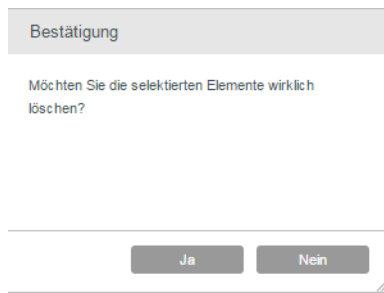 Bestätigung
Möchten Sie die selektierten Elemente wirklich
löschen?
Ja
Nein